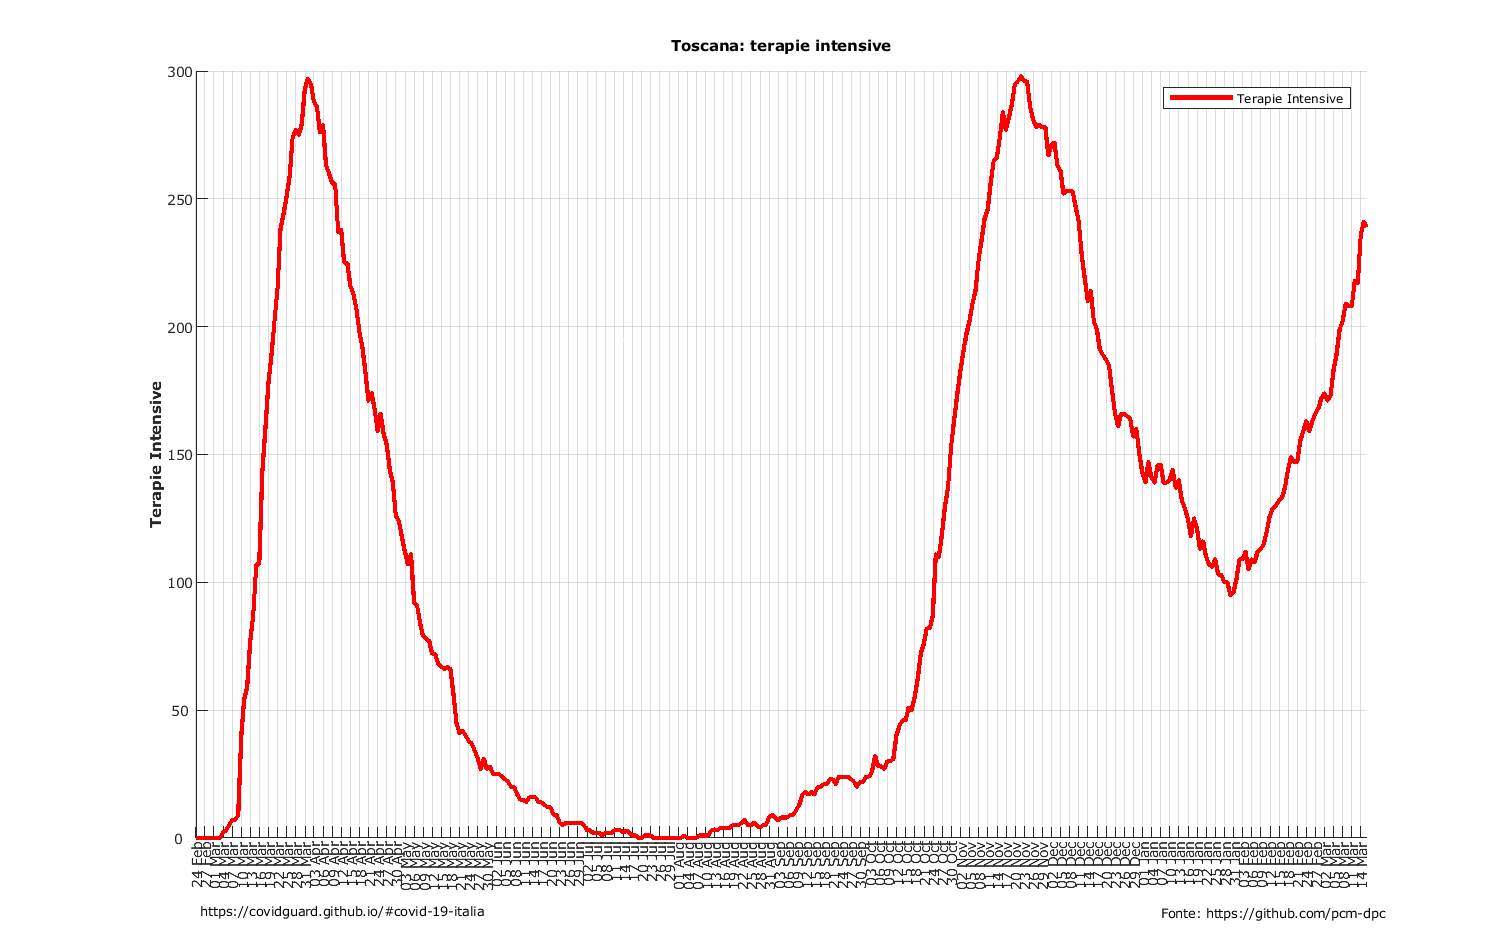 Toscana: terapie intensive
Terapie Intensive
Terapie Intensive
300
250
200
150
100
50
0
24 Feb
27 Feb
01 Mar
04 Mar
07 Mar
10 Mar
13 Mar
16 Mar
19 Mar
22 Mar
25 Mar
28 Mar
31 Mar
03 Apr
06 Apr
09 Apr
12 Apr
15 Apr
18 Apr
21 Apr
24 Apr
27 Apr
30 Apr
03 May
06 May
09 May
12 May
15 May
18 May
21 May
24 May
27 May
30 May
02 Jun
05 Jun
08 Jun
11 Jun
14 Jun
17 Jun
20 Jun
23 Jun
26 Jun
29 Jun
02 Jul
05 Jul
08 Jul
11 Jul
14 Jul
17 Jul
20 Jul
23 Jul
26 Jul
29 Jul
01 Aug
04 Aug
07 Aug
10 Aug
13 Aug
16 Aug
19 Aug
22 Aug
25 Aug
28 Aug
31 Aug
03 Sep
06 Sep
09 Sep
12 Sep
15 Sep
18 Sep
21 Sep
24 Sep
27 Sep
30 Sep
03 Oct
06 Oct
09 Oct
12 Oct
15 Oct
18 Oct
21 Oct
24 Oct
27 Oct
30 Oct
02 Nov
05 Nov
08 Nov
11 Nov
14 Nov
17 Nov
20 Nov
23 Nov
26 Nov
29 Nov
02 Dec
05 Dec
08 Dec
11 Dec
14 Dec
17 Dec
20 Dec
23 Dec
26 Dec
29 Dec
01 Jan
04 Jan
07 Jan
10 Jan
13 Jan
16 Jan
19 Jan
22 Jan
25 Jan
28 Jan
31 Jan
03 Feb
06 Feb
09 Feb
12 Feb
15 Feb
18 Feb
21 Feb
24 Feb
27 Feb
02 Mar
05 Mar
08 Mar
11 Mar
14 Mar
https://covidguard.github.io/#covid-19-italia
Fonte: https://github.com/pcm-dpc